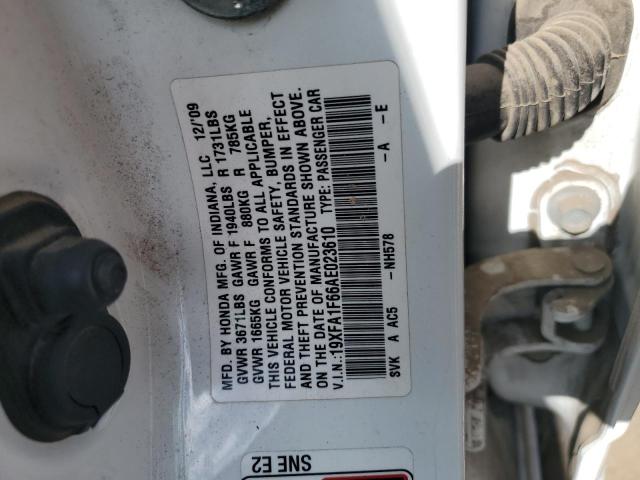 MFD. BY HONDA MFG. OF INDIANA, LLC 12/'09
GVWR 3671LBS GAWR F 1940LBS R 1731LBS
GVWR 1665KG GAWR F 880KG R 785KG
THIS VEHICLE CONFORMS TO ALL APPLICABLE
FEDERAL MOTOR VEHICLE SAFETY, BUMPER,
AND THEFT PREVENTION STANDARDS IN EFFECT
ON THE DATE OF MANUFACTURE SHOWN ABOVE.
V.I.N.:19XFA1F66AE023610 TYPE: PASSENGER CAR
SVK A AC5 -NH578 -A -E
SNE E2